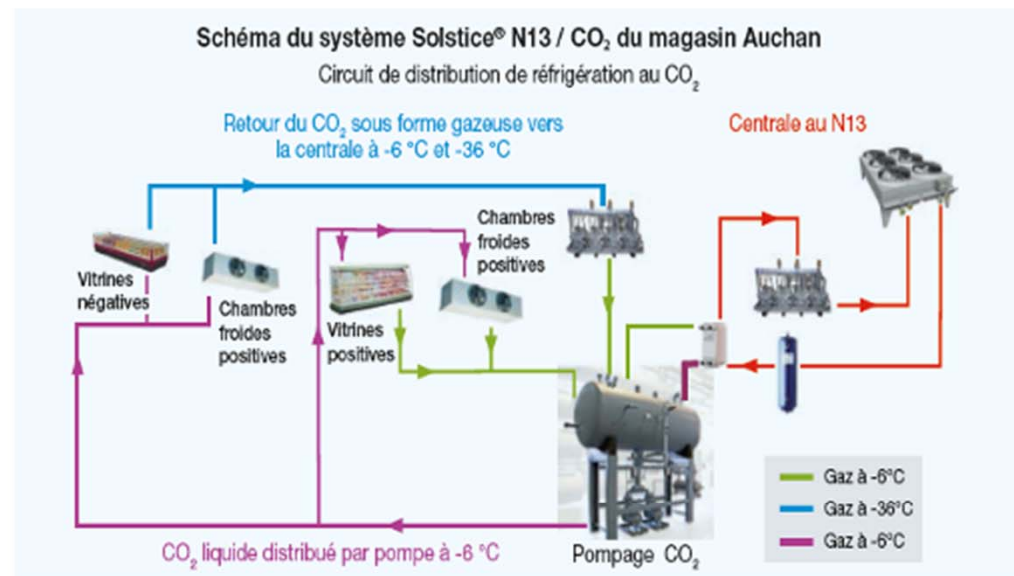 Schéma du système Solstice® N13 / CO₂ du magasin Auchan
Circuit de distribution de réfrigération au CO₂
Retour du CO₂ sous forme gazeuse vers
la centrale à -6 °C et -36 °C
Centrale au N13
Vitrines
négatives
Chambres
froides
positives
Vitrines
positives
Chambres
froides
positives
CO₂ liquide distribué par pompe à -6 °C
Pompage CO₂
Gaz à -6°C
Gaz à -36°C
Gaz à -6°C